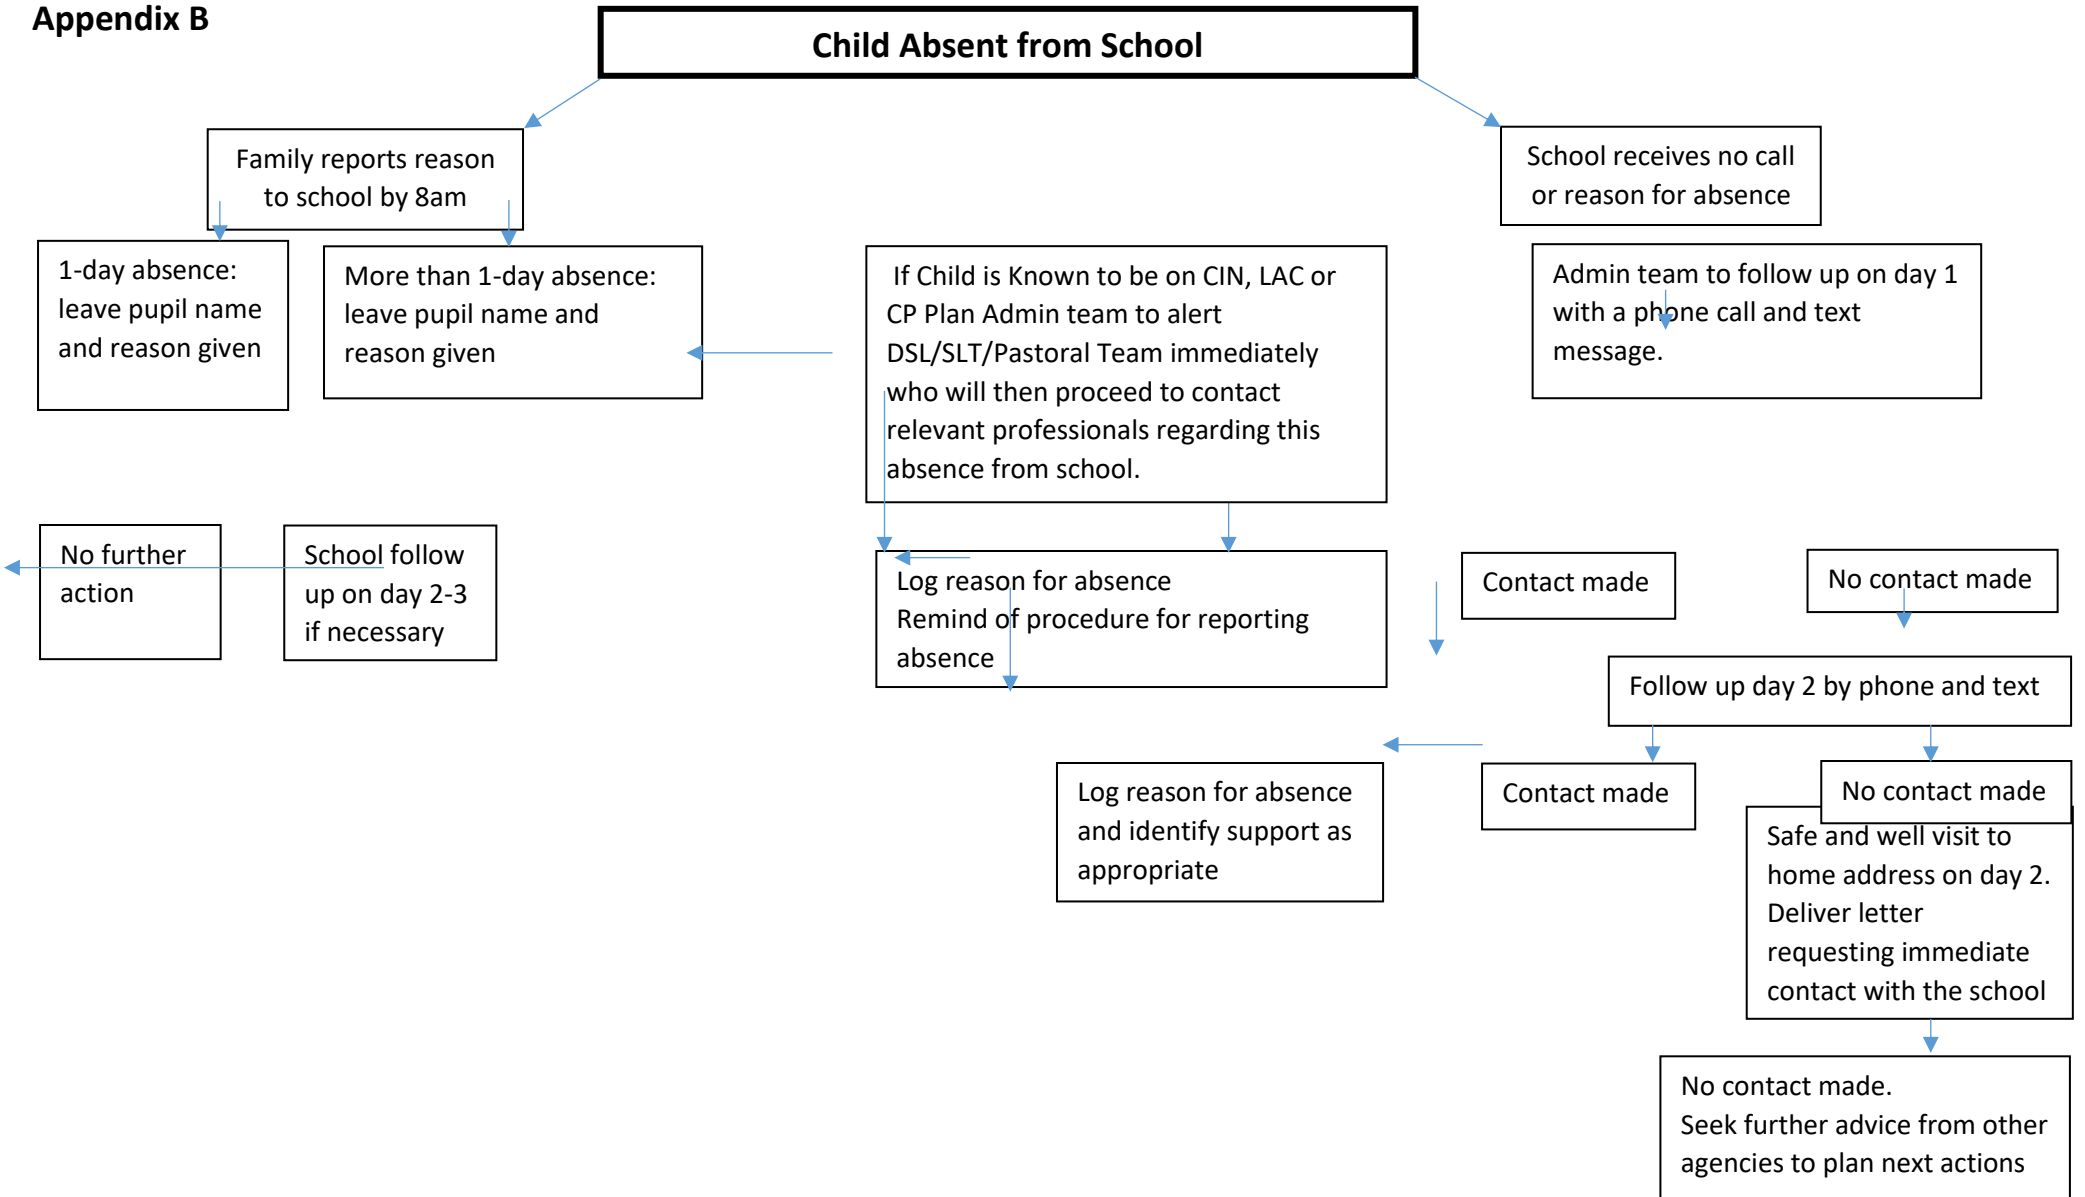 Appendix B
Child Absent from School
Family reports reason
to school by 8am
School receives no call
or reason for absence
1-day absence:
leave pupil name
and reason given
More than 1-day absence:
leave pupil name and
reason given
If Child is Known to be on CIN, LAC or
CP Plan Admin team to alert
DSL/SLT/Pastoral Team immediately
who will then proceed to contact
relevant professionals regarding this
absence from school.
Admin team to follow up on day 1
with a phone call and text
message.
No further
action
School follow
up on day 2-3
if necessary
Log reason for absence
Remind of procedure for reporting
absence
Contact made
No contact made
Follow up day 2 by phone and text
Log reason for absence
and identify support as
appropriate
Contact made
No contact made
Safe and well visit to
home address on day 2.
Deliver letter
requesting immediate
contact with the school
No contact made.
Seek further advice from other
agencies to plan next actions